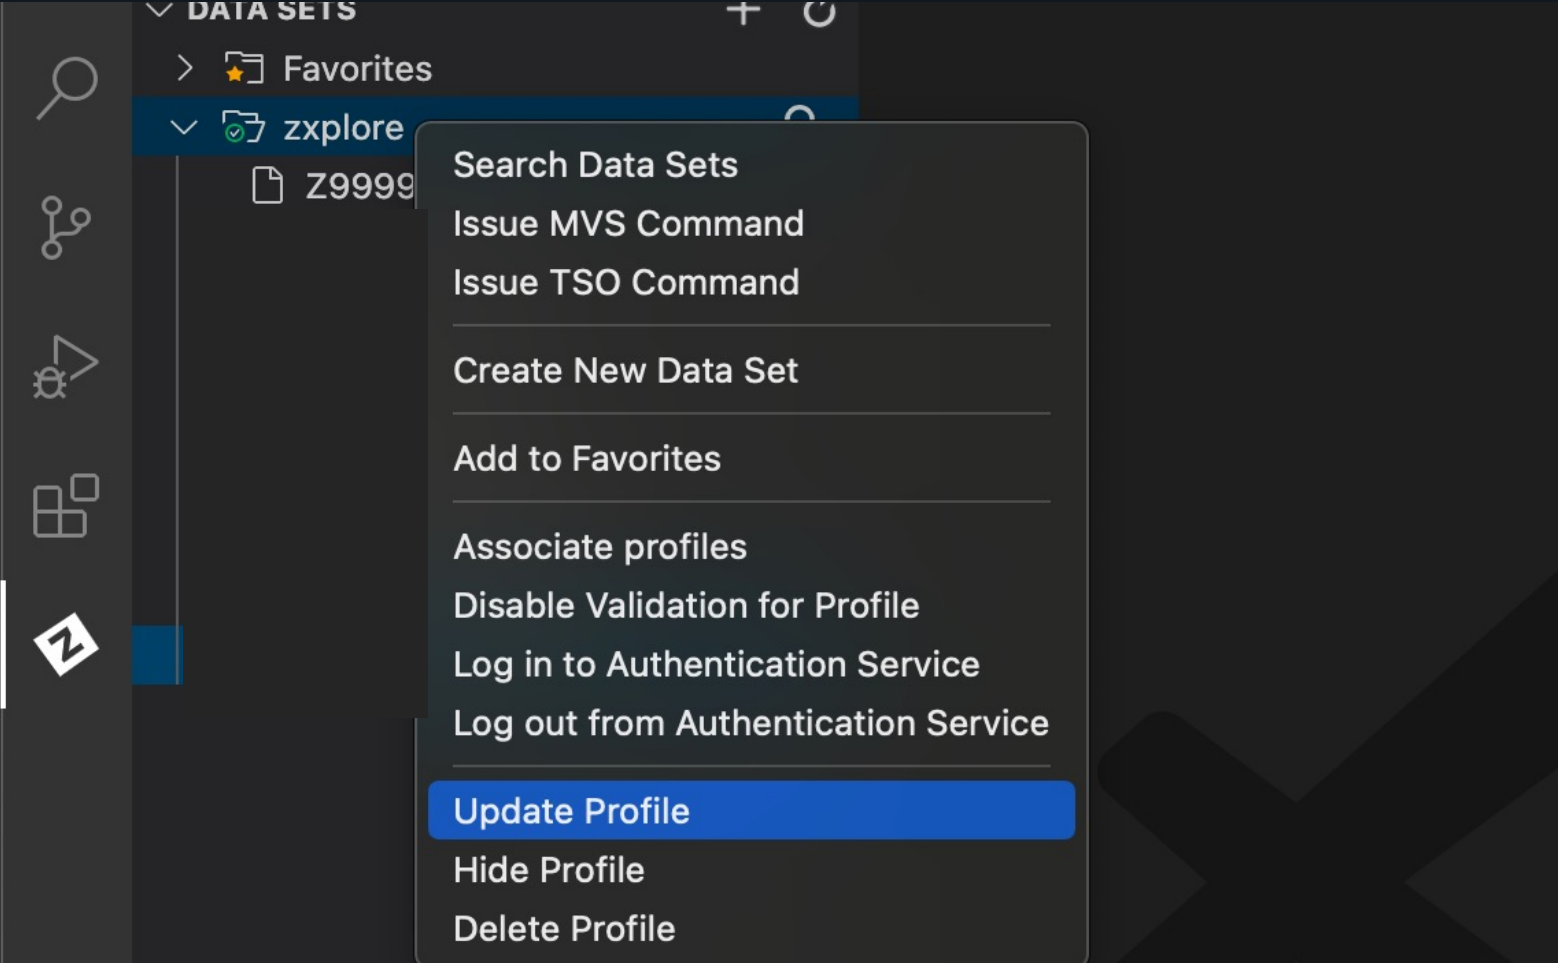 DATA SETS
Favorites
zxplore
Z9999
Search Data Sets
Issue MVS Command
Issue TSO Command
Create New Data Set
Add to Favorites
Associate profiles
Disable Validation for Profile
Log in to Authentication Service
Log out from Authentication Service
Update Profile
Hide Profile
Delete Profile